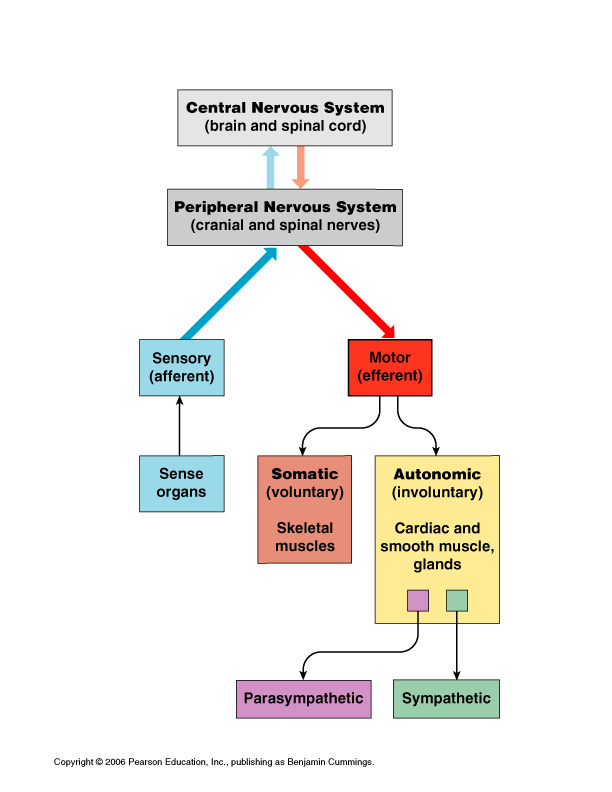 Central Nervous System
(brain and spinal cord)
Peripheral Nervous System
(cranial and spinal nerves)
Sensory
(afferent)
Motor
(efferent)
Sense
organs
Somatic
(voluntary)
Skeletal
muscles
Autonomic
(involuntary)
Cardiac and
smooth muscle,
glands
Parasympathetic
Sympathetic
Copyright © 2006 Pearson Education, Inc., publishing as Benjamin Cummings.